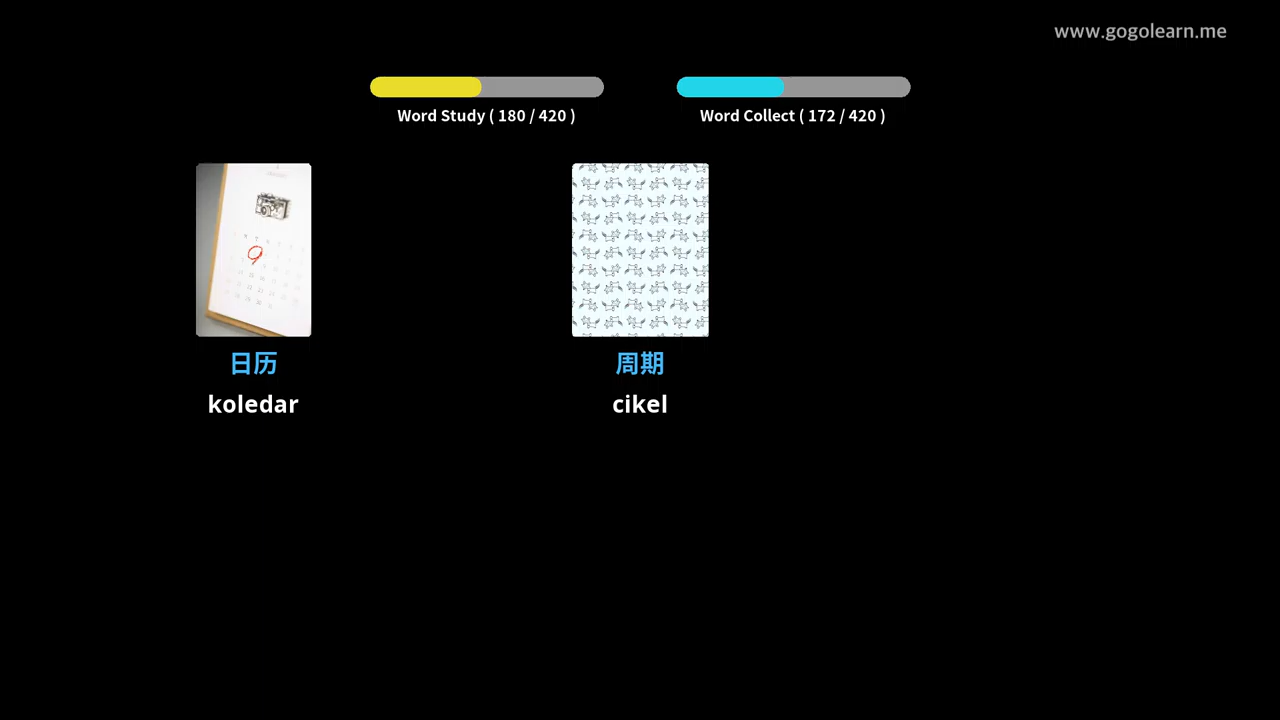 www.gogolearn.me
Word Study ( 180 / 420 )
Word Collect ( 172 / 420 )
日历
koledar
周期
cikel